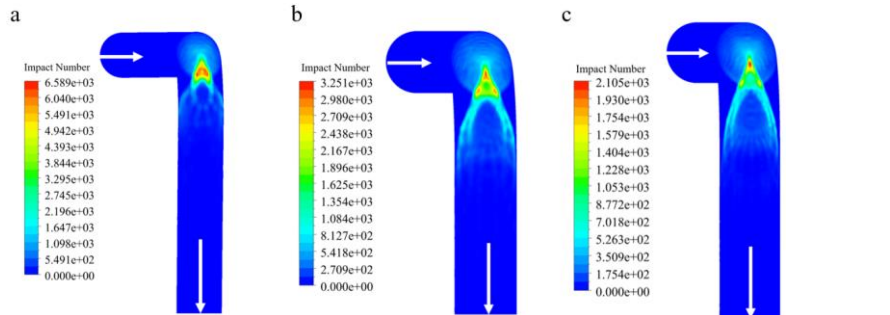 a
Impact Number
6.589e+03
6.040e+03
5.491e+03
4.942e+03
4.393e+03
3.844e+03
3.295e+03
2.745e+03
2.196e+03
1.647e+03
1.098e+03
5.491e+02
0.000e+00
b
Impact Number
3.251e+03
2.980e+03
2.709e+03
2.438e+03
2.167e+03
1.896e+03
1.625e+03
1.354e+03
1.084e+03
8.127e+02
5.418e+02
2.709e+02
0.000e+00
c
Impact Number
2.105e+03
1.930e+03
1.754e+03
1.579e+03
1.404e+03
1.228e+03
1.053e+03
8.772e+02
7.018e+02
5.263e+02
3.509e+02
1.754e+02
0.000e+00